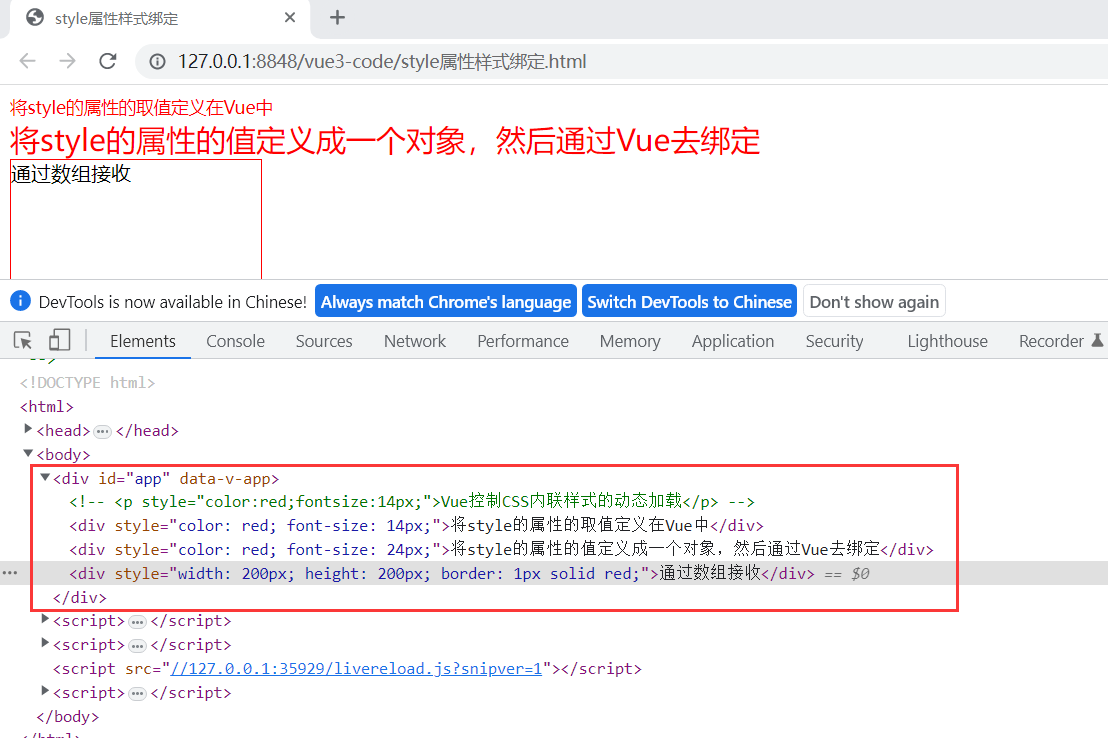 style属性样式绑定
127.0.0.1:8848/vue3-code/style属性样式绑定.html
将style的属性的取值定义在Vue中
将style的属性的值定义成一个对象，然后通过Vue去绑定
通过数组接收
DevTools is now available in Chinese! Always match Chrome's language Switch DevTools to Chinese Don't show again
Elements Console Sources Network Performance Memory Application Security Lighthouse Recorder
<!DOCTYPE html>
<html>
<head> ••• </head>
<body>
<div id="app" data-v-app>
<!-- <p style="color:red;fontsize:14px;">Vue控制CSS内联样式的动态加载</p> -->
<div style="color: red; font-size: 14px;">将style的属性的取值定义在Vue中</div>
<div style="color: red; font-size: 24px;">将style的属性的值定义成一个对象，然后通过Vue去绑定</div>
••• <div style="width: 200px; height: 200px; border: 1px solid red;">通过数组接收</div> == $0
</div>
<script> ••• </script>
<script> ••• </script>
<script src="//127.0.0.1:35929/livereload.js?snipver=1"></script>
<script> ••• </script>
</body>